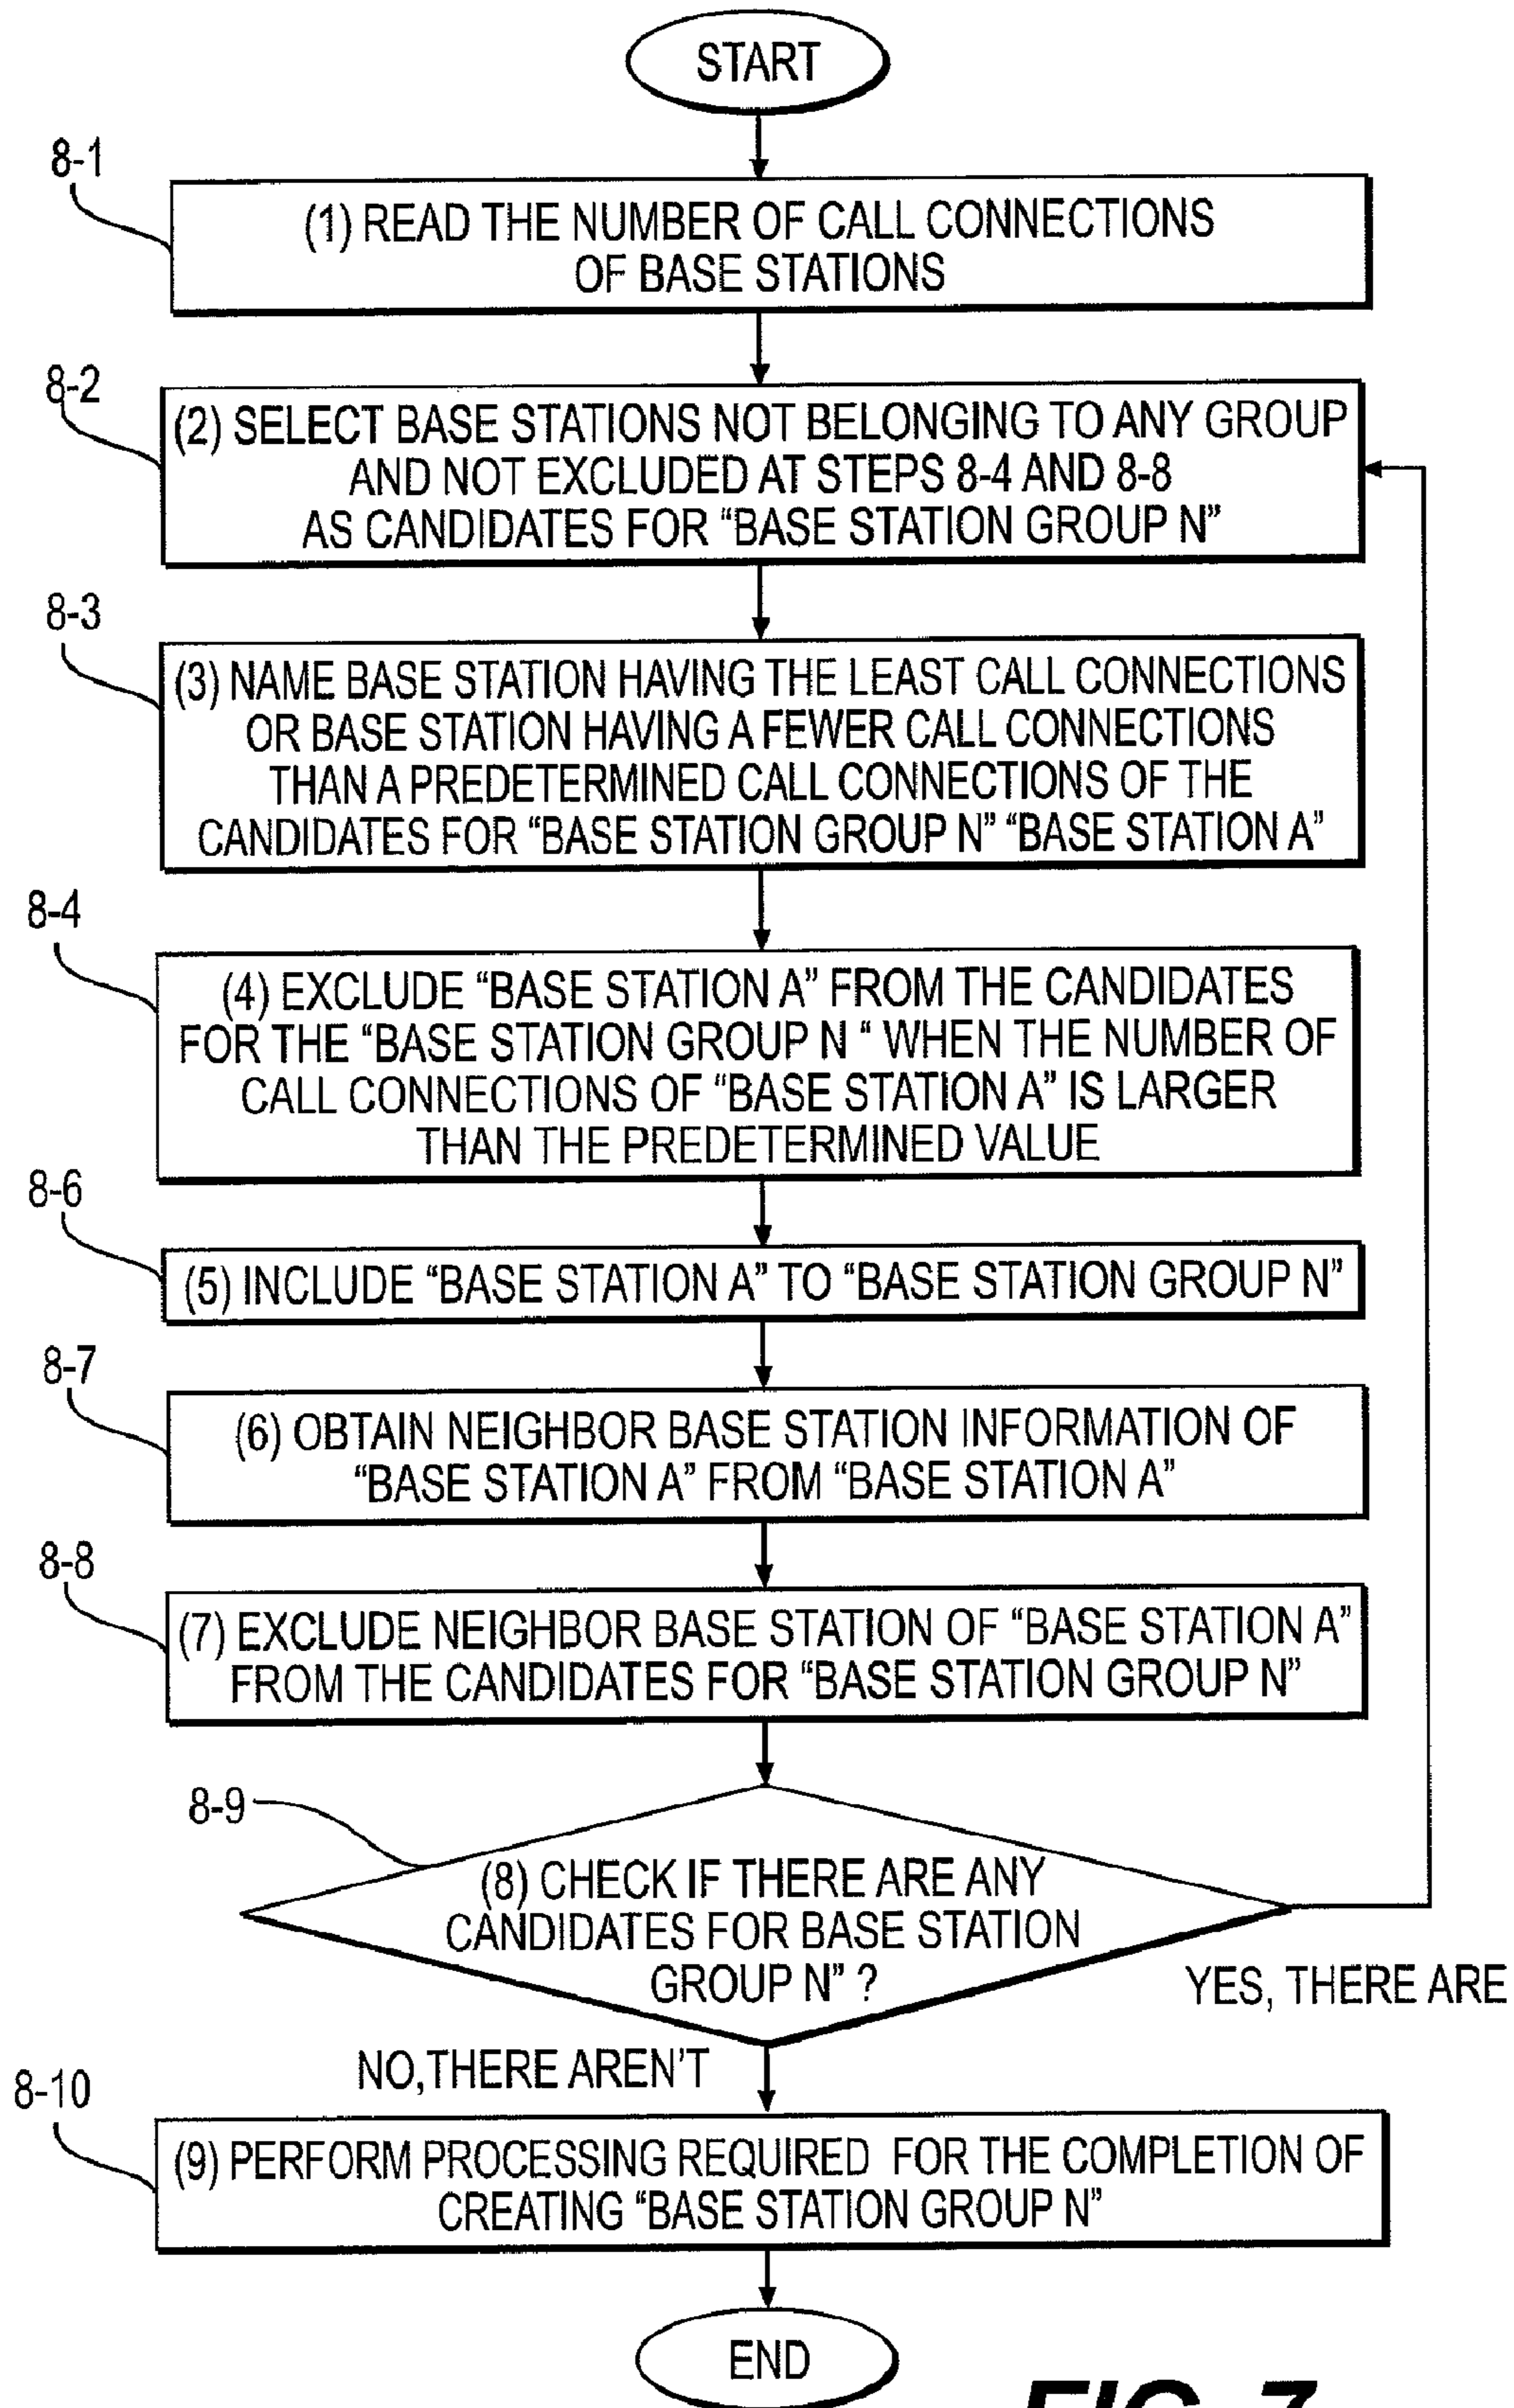 START
8-1
(1) READ THE NUMBER OF CALL CONNECTIONS
OF BASE STATIONS
8-2
(2) SELECT BASE STATIONS NOT BELONGING TO ANY GROUP
AND NOT EXCLUDED AT STEPS 8-4 AND 8-8
AS CANDIDATES FOR “BASE STATION GROUP N”
8-3
(3) NAME BASE STATION HAVING THE LEAST CALL CONNECTIONS
OR BASE STATION HAVING A FEWER CALL CONNECTIONS
THAN A PREDETERMINED CALL CONNECTIONS OF THE
CANDIDATES FOR “BASE STATION GROUP N” “BASE STATION A”
8-4
(4) EXCLUDE “BASE STATION A” FROM THE CANDIDATES
FOR THE “BASE STATION GROUP N “ WHEN THE NUMBER OF
CALL CONNECTIONS OF “BASE STATION A” IS LARGER
THAN THE PREDETERMINED VALUE
8-6
(5) INCLUDE “BASE STATION A” TO “BASE STATION GROUP N”
8-7
(6) OBTAIN NEIGHBOR BASE STATION INFORMATION OF
“BASE STATION A” FROM “BASE STATION A”
8-8
(7) EXCLUDE NEIGHBOR BASE STATION OF “BASE STATION A”
FROM THE CANDIDATES FOR “BASE STATION GROUP N”
8-9
(8) CHECK IF THERE ARE ANY
CANDIDATES FOR BASE STATION
GROUP N” ?
YES, THERE ARE
NO,THERE AREN'T
8-10
(9) PERFORM PROCESSING REQUIRED FOR THE COMPLETION OF
CREATING “BASE STATION GROUP N”
END
FIG. 7